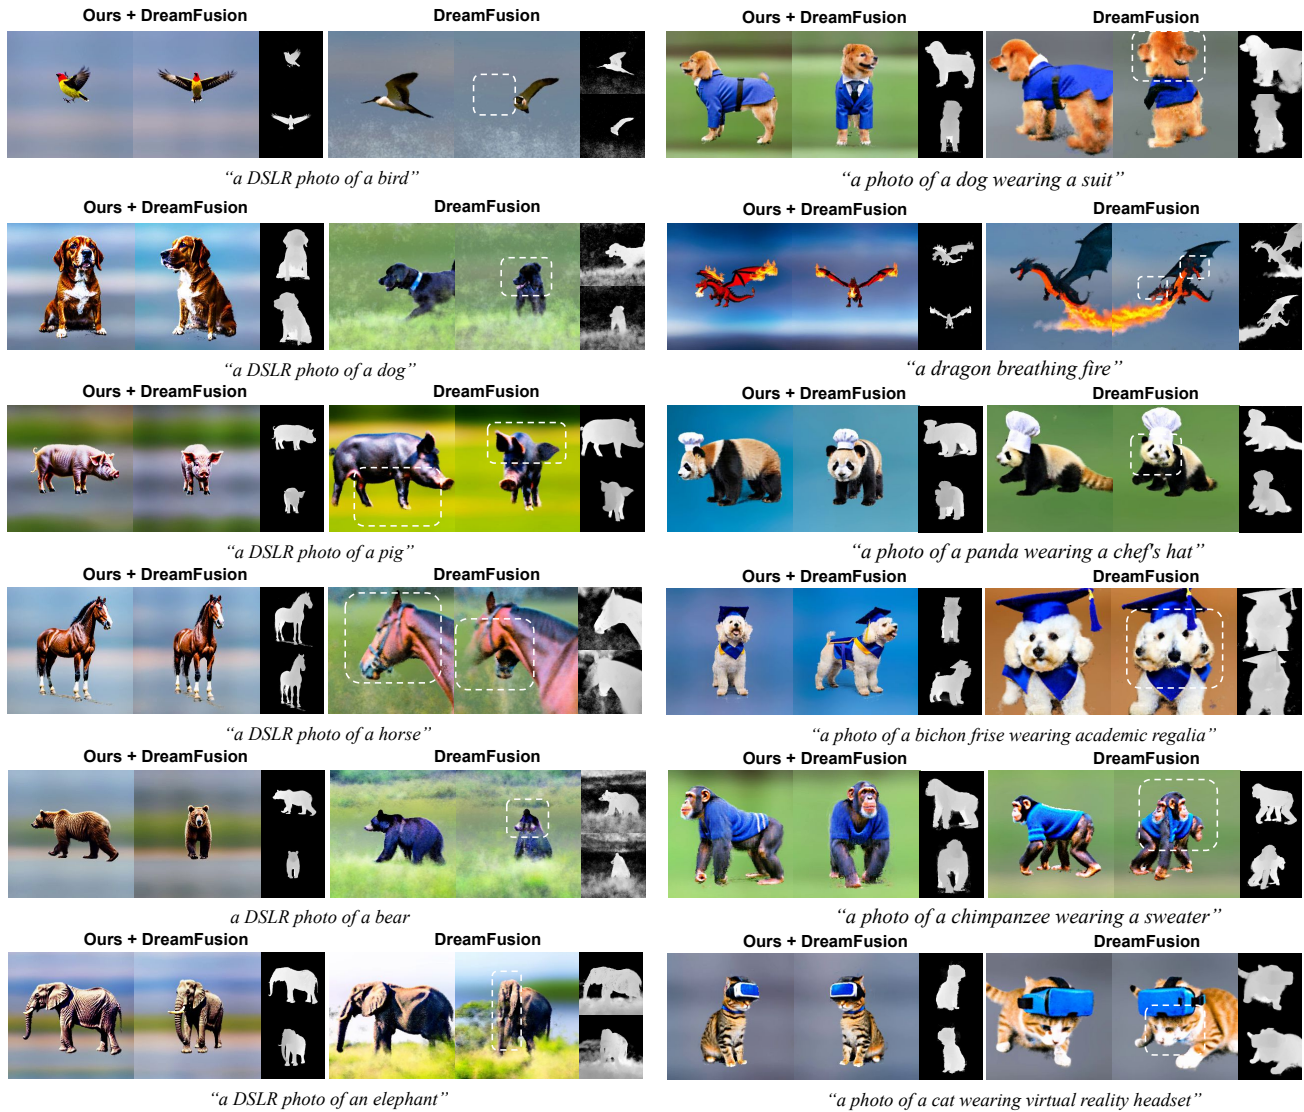 Ours + DreamFusion
DreamFusion
Ours + DreamFusion
DreamFusion
“a DSLR photo of a bird”
“a photo of a dog wearing a suit”
Ours + DreamFusion
DreamFusion
Ours + DreamFusion
DreamFusion
“a DSLR photo of a dog”
“a dragon breathing fire”
Ours + DreamFusion
DreamFusion
Ours + DreamFusion
DreamFusion
“a DSLR photo of a pig”
“a photo of a panda wearing a chef's hat”
Ours + DreamFusion
DreamFusion
Ours + DreamFusion
DreamFusion
“a DSLR photo of a horse”
“a photo of a bichon frise wearing academic regalia”
Ours + DreamFusion
DreamFusion
Ours + DreamFusion
DreamFusion
a DSLR photo of a bear
“a photo of a chimpanzee wearing a sweater”
Ours + DreamFusion
DreamFusion
Ours + DreamFusion
DreamFusion
“a DSLR photo of an elephant”
“a photo of a cat wearing virtual reality headset”